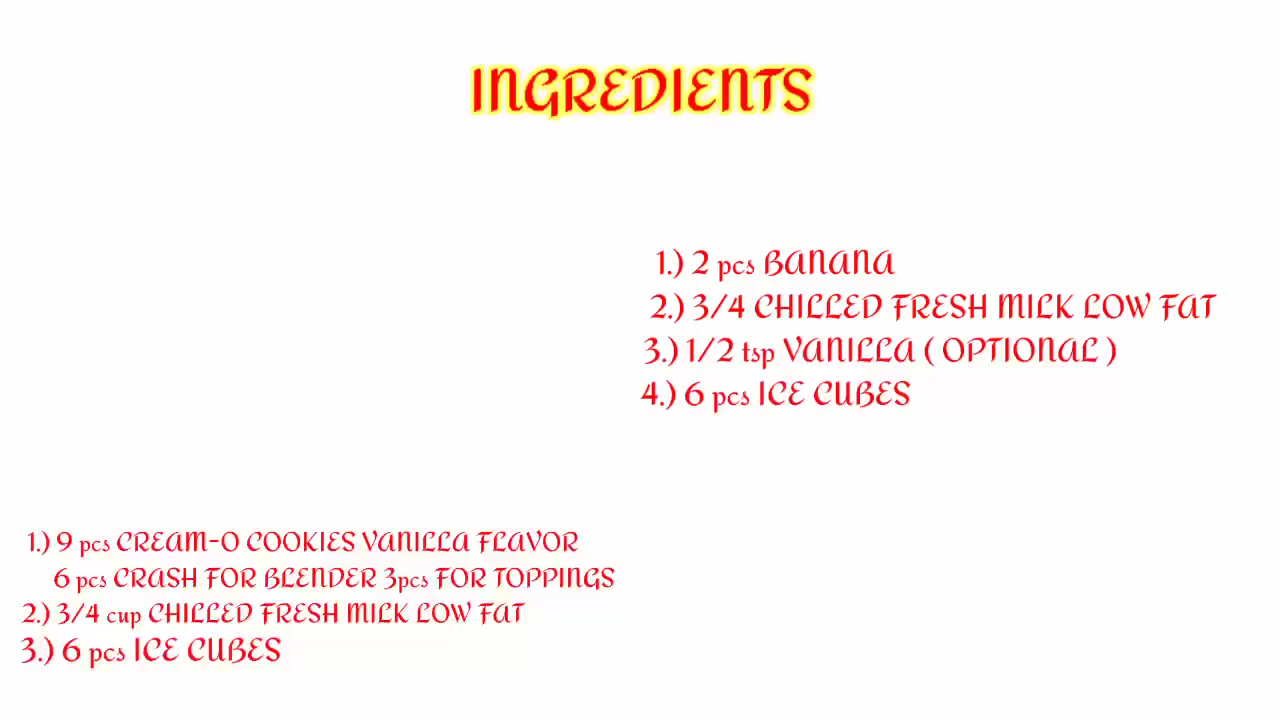 INGREDIENTS
1.) 2 pcs BANANA
2.) 3/4 CHILLED FRESH MILK LOW FAT
3.) 1/2 tsp VANILLA ( OPTIONAL )
4.) 6 pcs ICE CUBES
1.) 9 pcs CREAM-O COOKIES VANILLA FLAVOR
6 pcs CRASH FOR BLENDER 3pcs FOR TOPPINGS
2.) 3/4 cup CHILLED FRESH MILK LOW FAT
3.) 6 pcs ICE CUBES